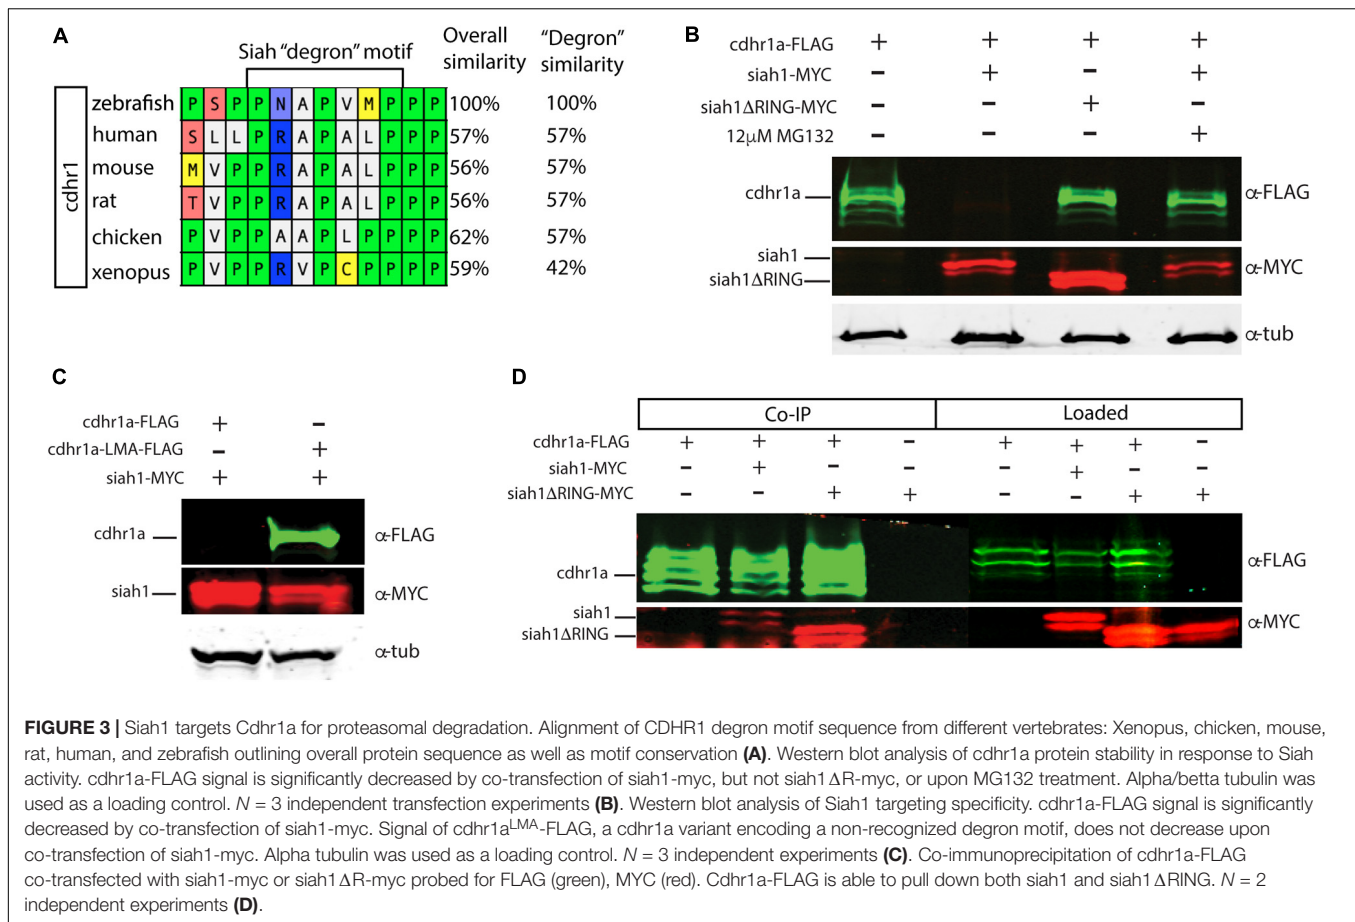 A
Siah “degron” motif
Overall similarity
“Degron” similarity
cdhr1
zebrafish P S P P N A P V M P P P 100% 100%
human S L L P R A P A L P P P 57% 57%
mouse M V P P R A P A L P P P 56% 57%
rat T V P P R A P A L P P P 56% 57%
chicken P V P P A A P L P P P P 62% 57%
xenopus P V P P R V P C P P P P 59% 42%
B
cdhr1a-FLAG + + + +
siah1-MYC – + – +
siah1ΔRING-MYC – – + –
12μM MG132 – – – +
cdhr1a
α-FLAG
siah1
siah1ΔRING
α-MYC
α-tub
C
cdhr1a-FLAG + –
cdhr1a-LMA-FLAG – +
siah1-MYC + +
cdhr1a
α-FLAG
siah1
α-MYC
α-tub
D
Co-IP Loaded
cdhr1a-FLAG + + + – + + + –
siah1-MYC – + – – – + – –
siah1ΔRING-MYC – – + + – – + +
cdhr1a
α-FLAG
siah1
siah1ΔRING
α-MYC
FIGURE 3 | Siah1 targets Cdhr1a for proteasomal degradation. Alignment of CDHR1 degron motif sequence from different vertebrates: Xenopus, chicken, mouse,
rat, human, and zebrafish outlining overall protein sequence as well as motif conservation (A). Western blot analysis of cdhr1a protein stability in response to Siah
activity. cdhr1a-FLAG signal is significantly decreased by co-transfection of siah1-myc, but not siah1ΔR-myc, or upon MG132 treatment. Alpha/betta tubulin was
used as a loading control. N = 3 independent transfection experiments (B). Western blot analysis of Siah1 targeting specificity. cdhr1a-FLAG signal is significantly
decreased by co-transfection of siah1-myc. Signal of cdhr1aLMA-FLAG, a cdhr1a variant encoding a non-recognized degron motif, does not decrease upon
co-transfection of siah1-myc. Alpha tubulin was used as a loading control. N = 3 independent experiments (C). Co-immunoprecipitation of cdhr1a-FLAG
co-transfected with siah1-myc or siah1ΔR-myc probed for FLAG (green), MYC (red). Cdhr1a-FLAG is able to pull down both siah1 and siah1ΔRING. N = 2
independent experiments (D).